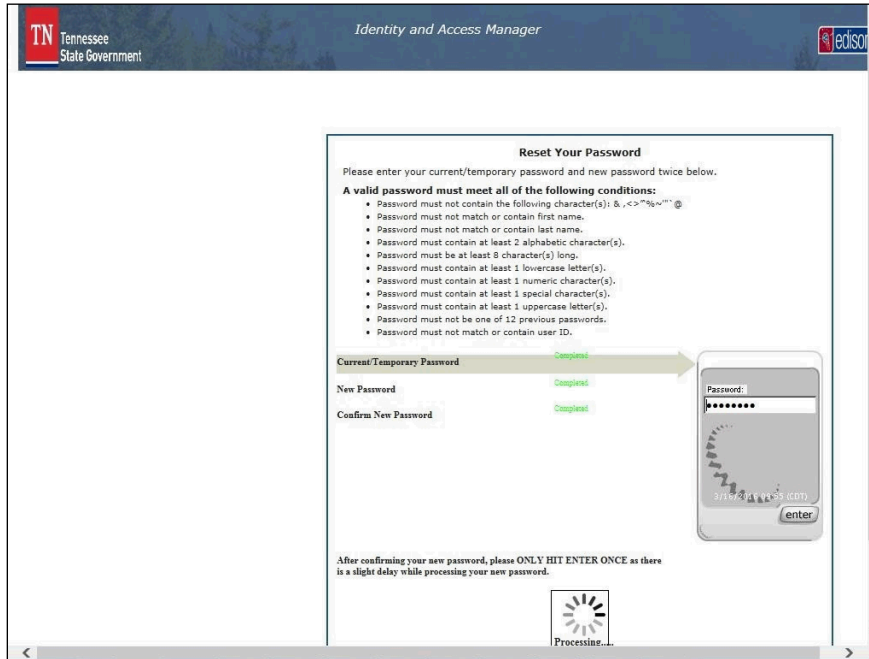 TN Tennessee
State Government
Identity and Access Manager
edison
Reset Your Password
Please enter your current/temporary password and new password twice below.
A valid password must meet all of the following conditions:
• Password must not contain the following character(s): & ,<>"%~'"`@
• Password must not match or contain first name.
• Password must not match or contain last name.
• Password must contain at least 2 alphabetic character(s).
• Password must be at least 8 character(s) long.
• Password must contain at least 1 lowercase letter(s).
• Password must contain at least 1 numeric character(s).
• Password must contain at least 1 special character(s).
• Password must contain at least 1 uppercase letter(s).
• Password must not be one of 12 previous passwords.
• Password must not match or contain user ID.
Current/Temporary Password Completed
New Password Completed
Confirm New Password Completed
Password:
••••••••
3/16/2016 09:55 (CDT)
enter
After confirming your new password, please ONLY HIT ENTER ONCE as there
is a slight delay while processing your new password.
Processing.....